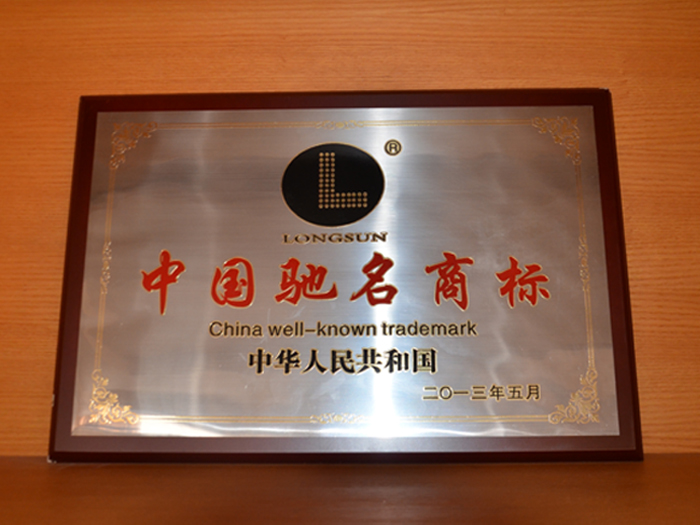 L ®
LONGSUN
中国驰名商标
China well-known trademark
中华人民共和国
二〇一三年五月